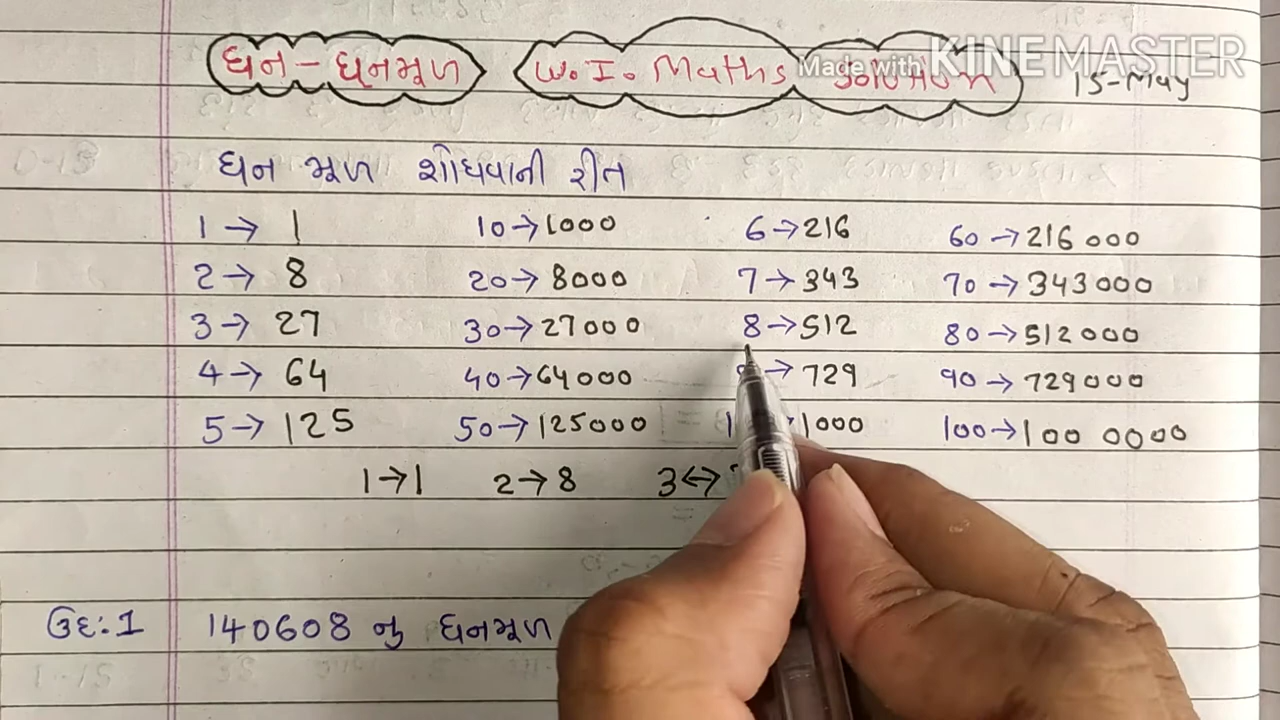 ઘન - ઘનમૂળ W.I. Maths Solution 15-May
Made with KINEMASTER
ઘન મૂળ શોધવાની રીત
1 → 1 10 → 1000 6 → 216 60 → 216000
2 → 8 20 → 8000 7 → 343 70 → 343000
3 → 27 30 → 27000 8 → 512 80 → 512000
4 → 64 40 → 64000 → 729 90 → 729000
5 → 125 50 → 125000 1000 100 → 100 0000
1 → 1 2 → 8 3 ↔
ઉદ:1 140608 નુ ઘનમૂળ